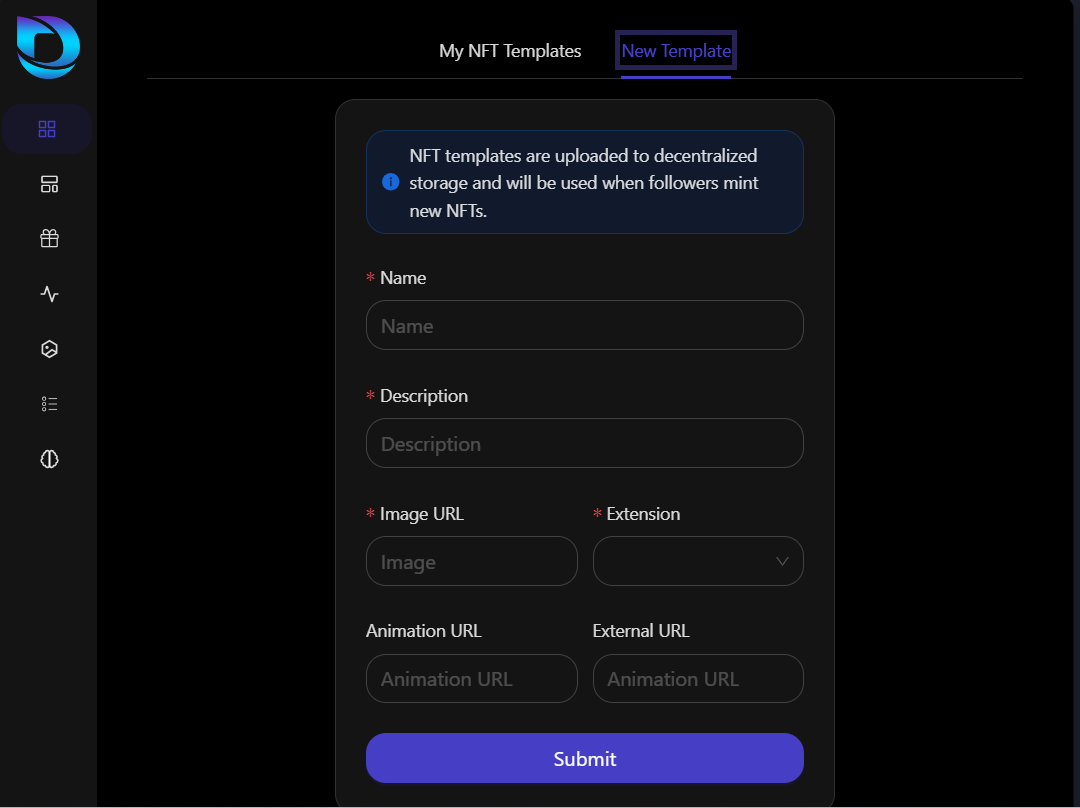 My NFT Templates
New Template
NFT templates are uploaded to decentralized
storage and will be used when followers mint
new NFTs.
* Name
Name
* Description
Description
* Image URL
* Extension
Image
Animation URL
External URL
Animation URL
Animation URL
Submit